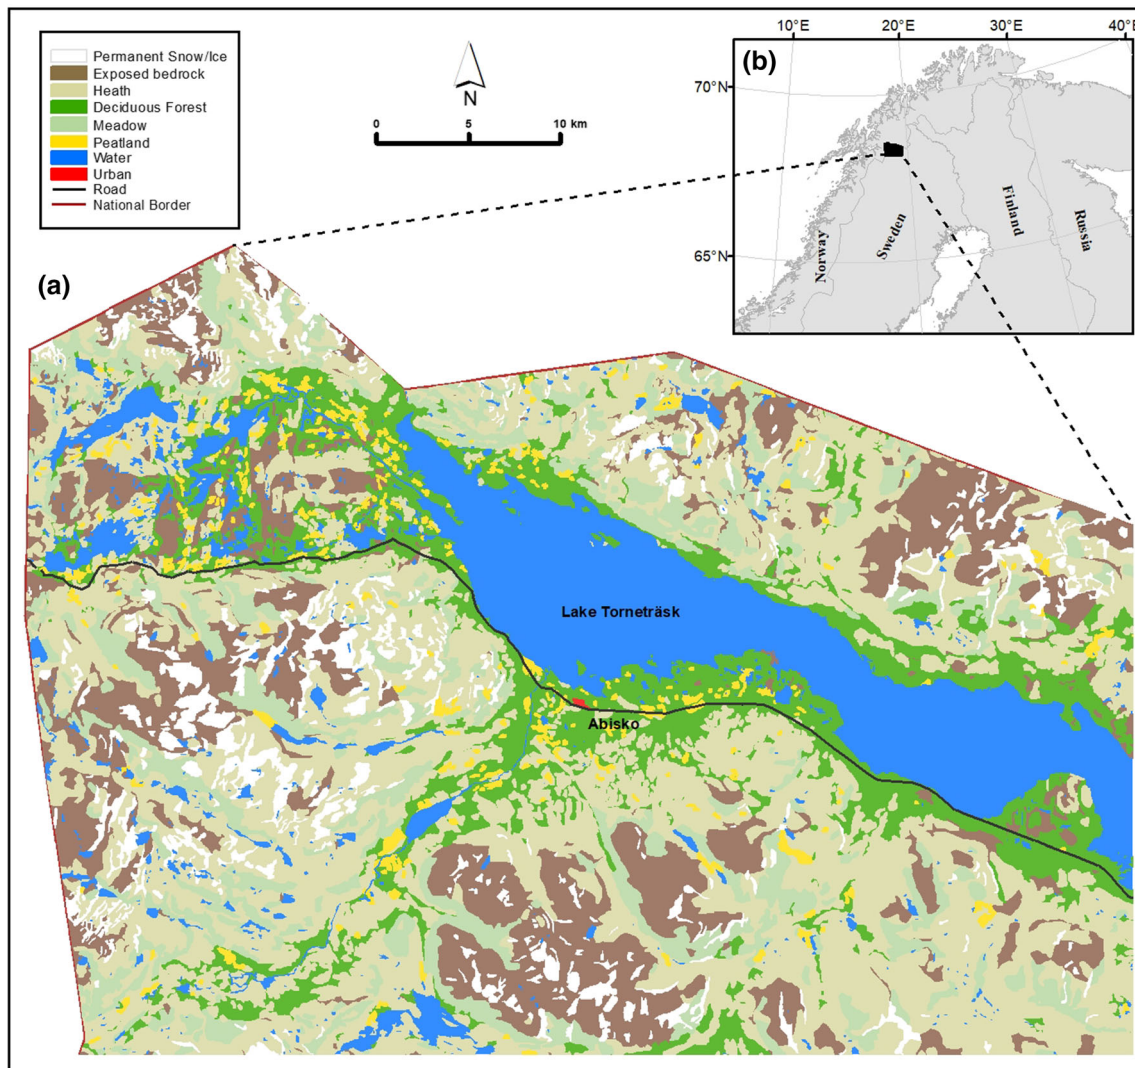 Permanent Snow/Ice
Exposed bedrock
Heath
Deciduous Forest
Meadow
Peatland
Water
Urban
Road
National Border
N
0 5 10 km
10°E 20°E 30°E 40°E
(b)
70°N
65°N
Norway
Sweden
Finland
Russia
(a)
Lake Torneträsk
Abisko